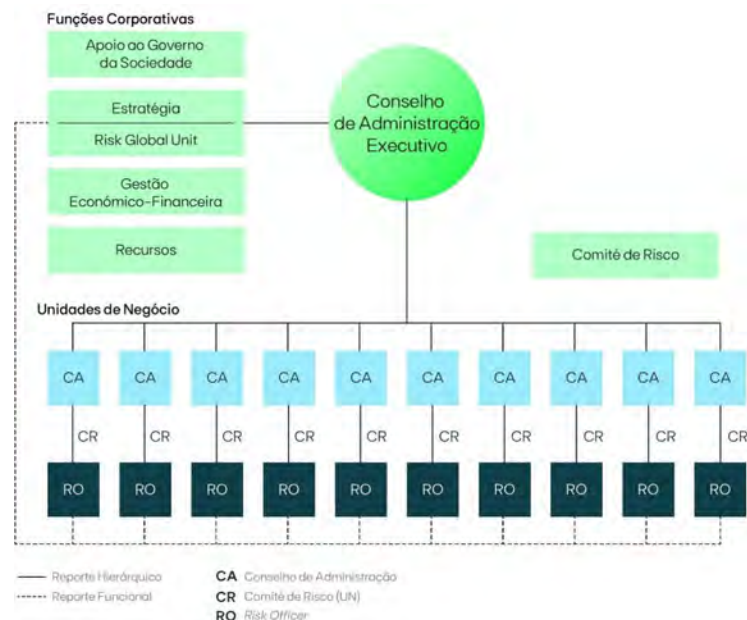 Funções Corporativas
Apoio ao Governo
da Sociedade
Estratégia
Risk Global Unit
Gestão
Económico-Financeira
Recursos
Conselho
de Administração
Executivo
Comité de Risco
Unidades de Negócio
CA CA CA CA CA CA CA CA CA CA
CR CR CR CR CR CR CR CR CR CR
RO RO RO RO RO RO RO RO RO RO
Reporte Hierárquico
Reporte Funcional
CA Conselho de Administração
CR Comité de Risco (UN)
RO Risk Officer